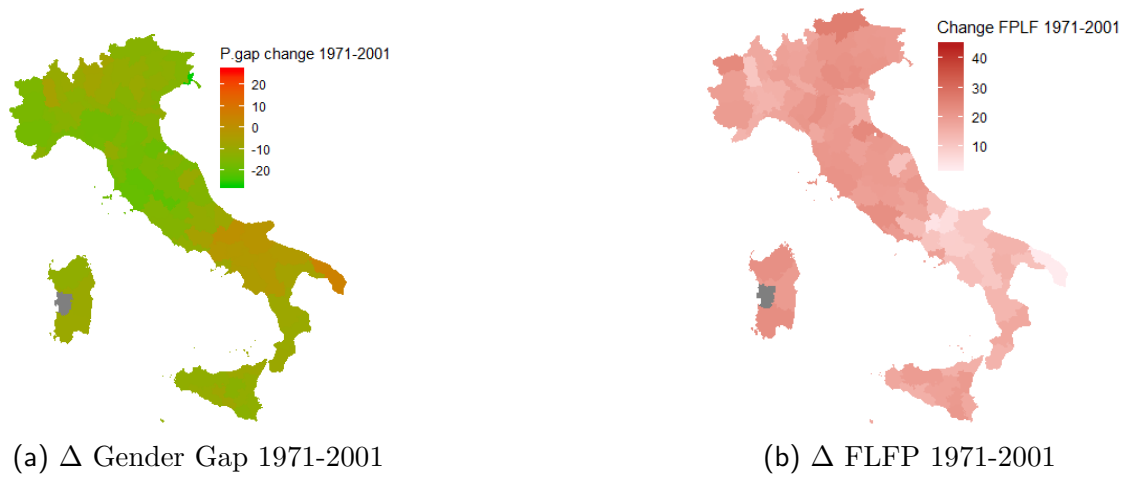 P.gap change 1971-2001
20
10
0
-10
-20
(a) Δ Gender Gap 1971-2001
Change FPLF 1971-2001
40
30
20
10
(b) Δ FLFP 1971-2001